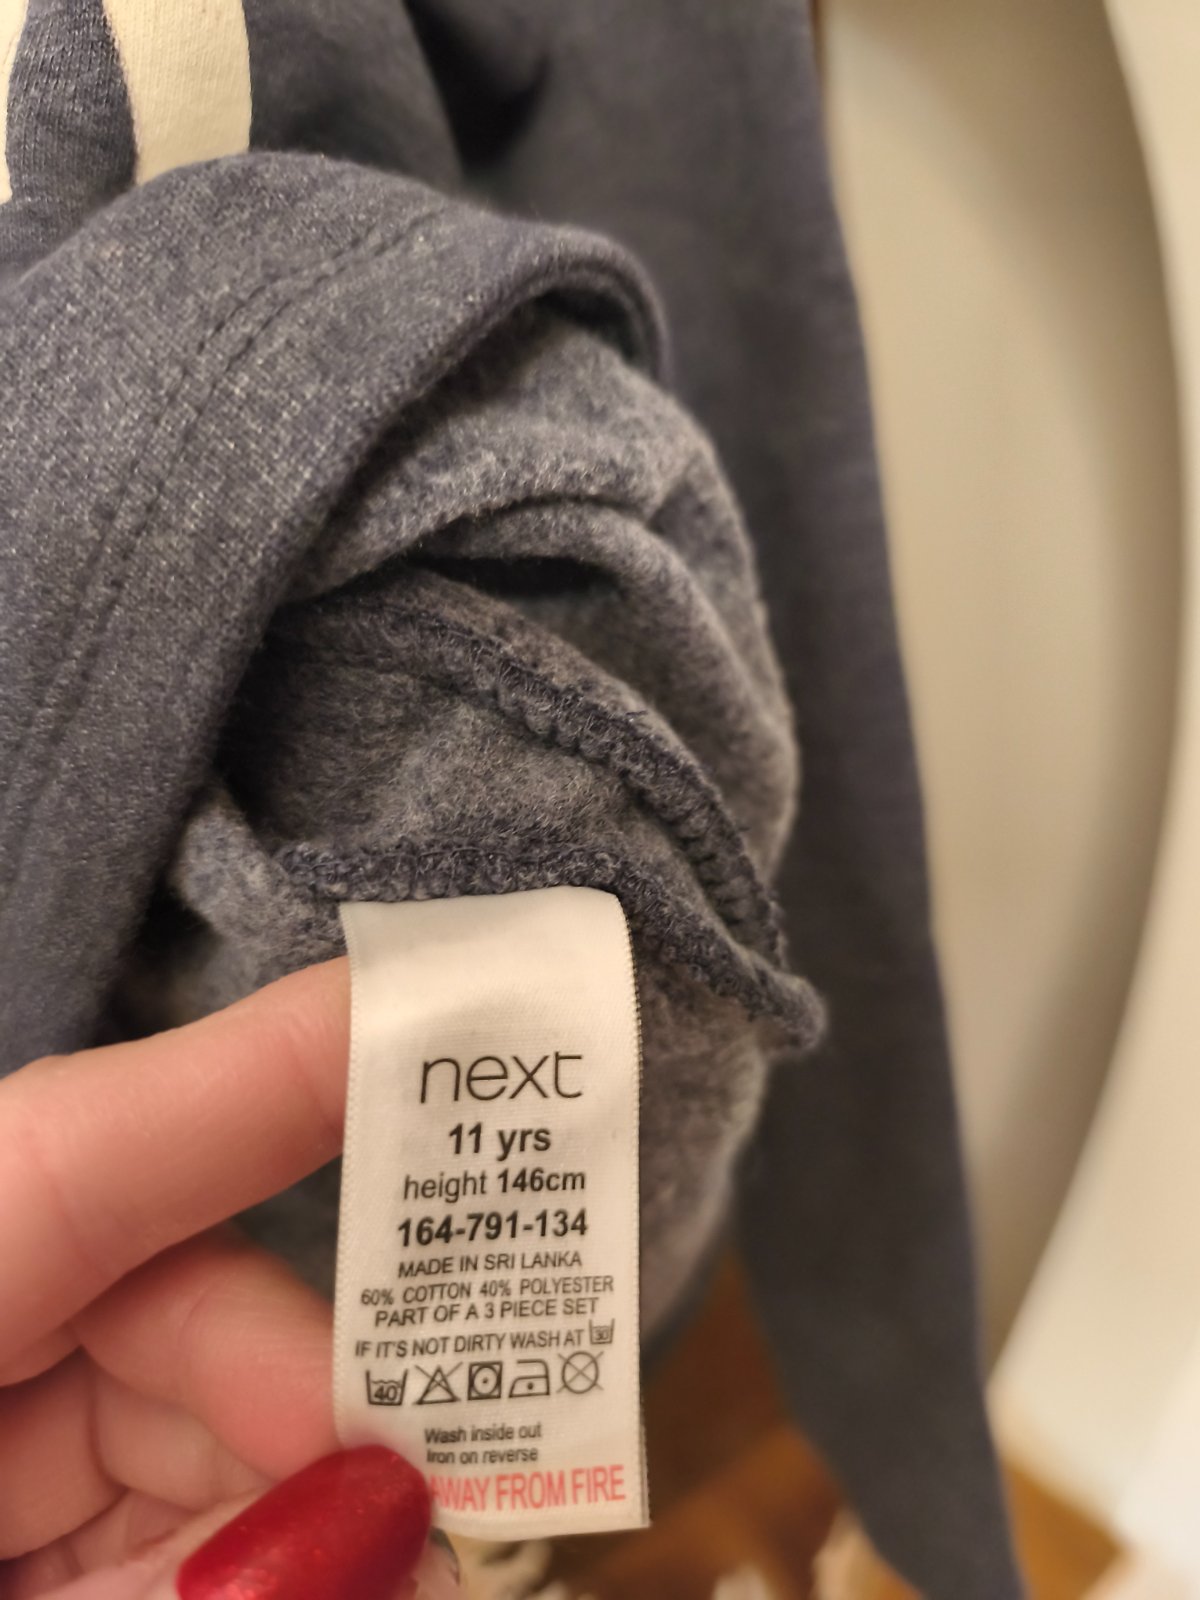 next
11 yrs
height 146cm
164-791-134
MADE IN SRI LANKA
60% COTTON 40% POLYESTER
PART OF A 3 PIECE SET
IF IT'S NOT DIRTY WASH AT 30
40
Wash inside out
Iron on reverse
AWAY FROM FIRE